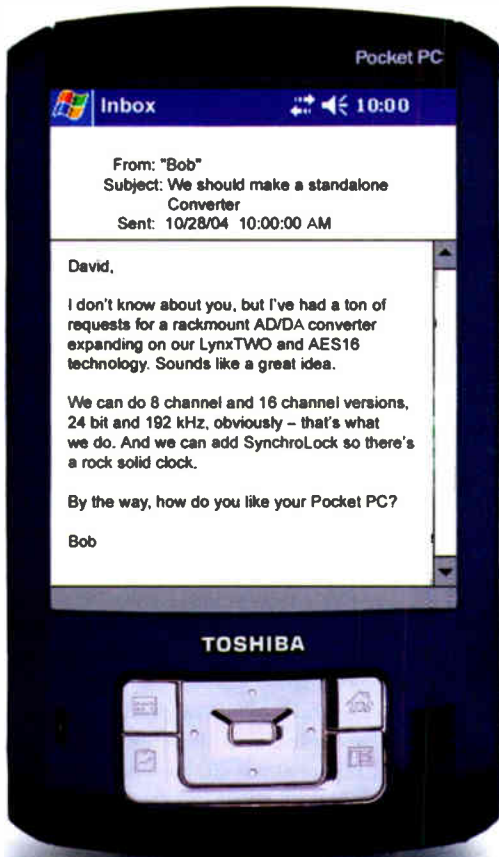 Pocket PC
Inbox 10:00
From: "Bob"
Subject: We should make a standalone
Converter
Sent: 10/28/04 10:00:00 AM
David,
I don't know about you, but I've had a ton of
requests for a rackmount AD/DA converter
expanding on our LynxTWO and AES16
technology. Sounds like a great idea.
We can do 8 channel and 16 channel versions,
24 bit and 192 kHz, obviously – that's what
we do. And we can add SynchroLock so there's
a rock solid clock.
By the way, how do you like your Pocket PC?
Bob
TOSHIBA